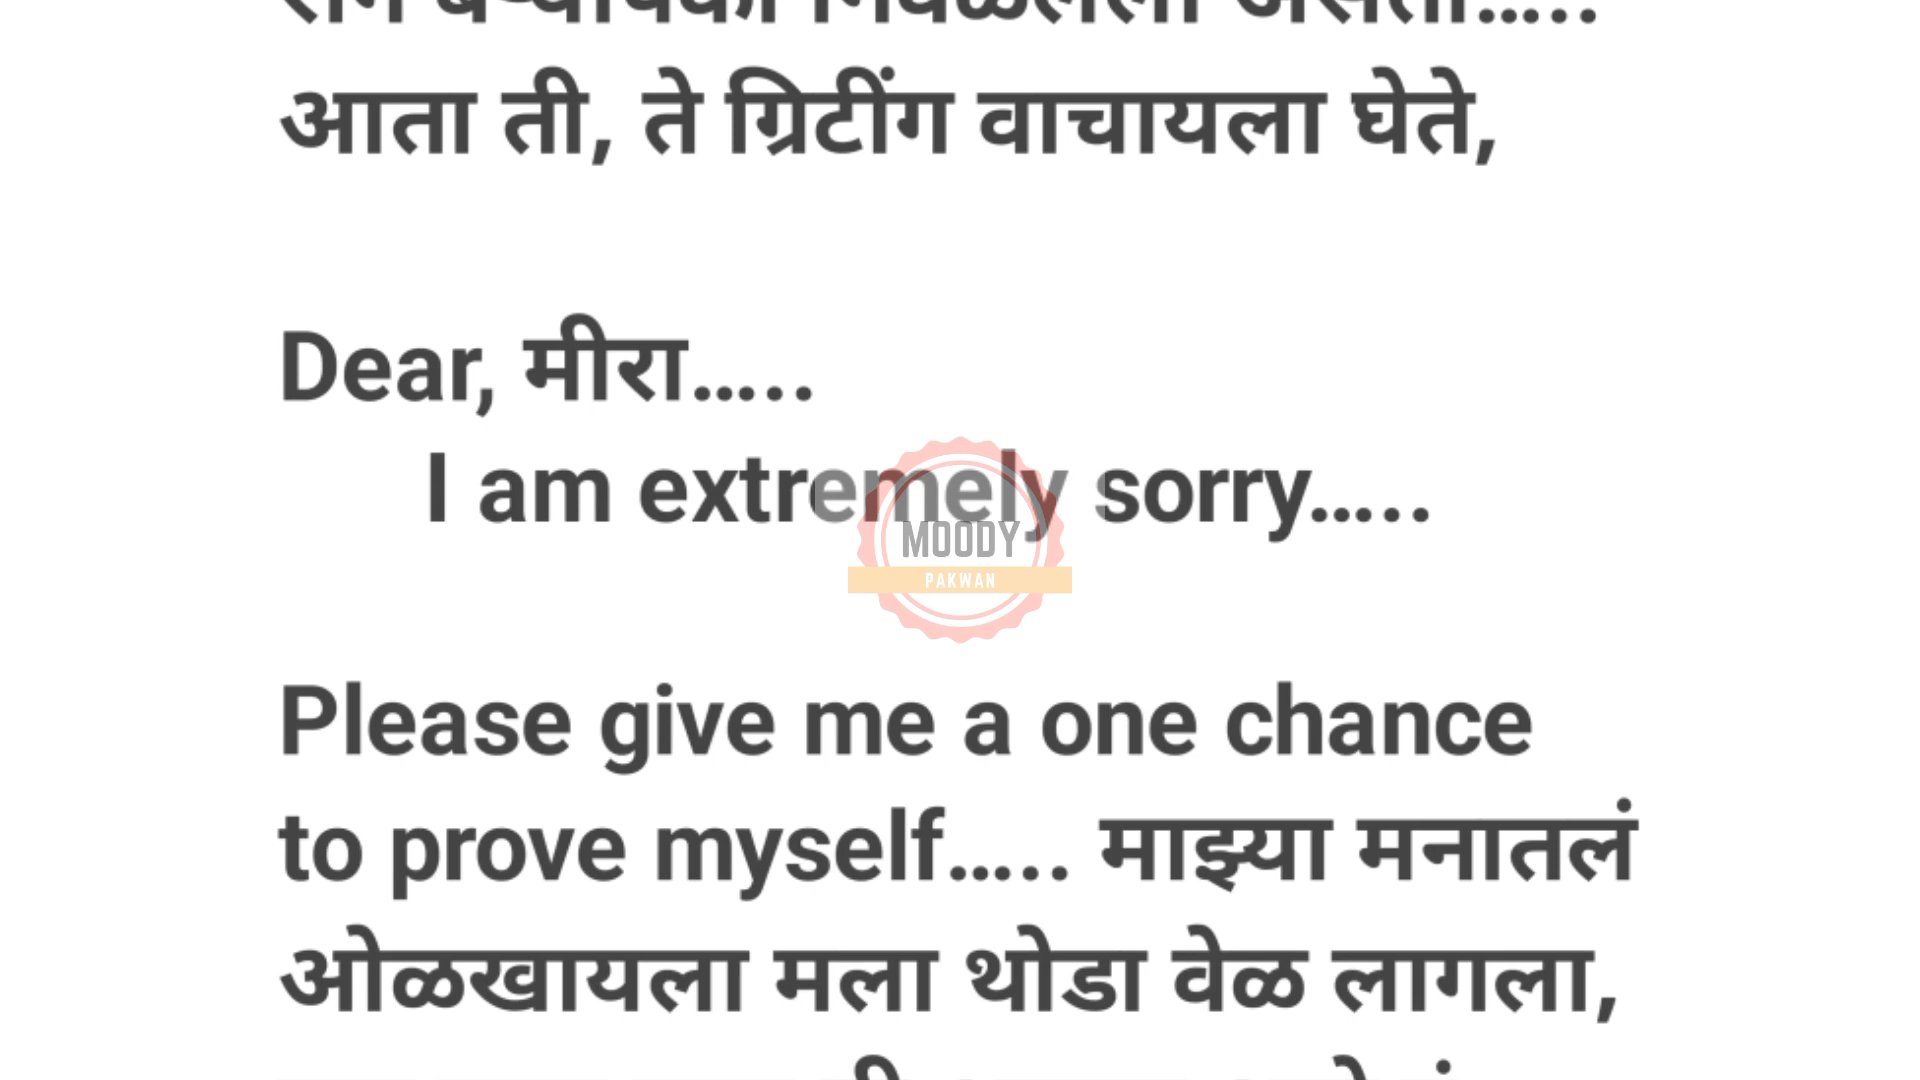 आता ती, ते ग्रिटींग वाचायला घेते,
Dear, मीरा…..
I am extremely sorry…..
MOODY
PAKWAN
Please give me a one chance
to prove myself….. माझ्या मनातलं
ओळखायला मला थोडा वेळ लागला,